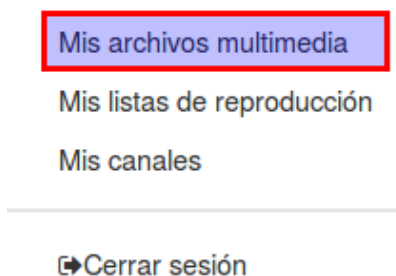 Mis archivos multimedia
Mis listas de reproducción
Mis canales
Cerrar sesión